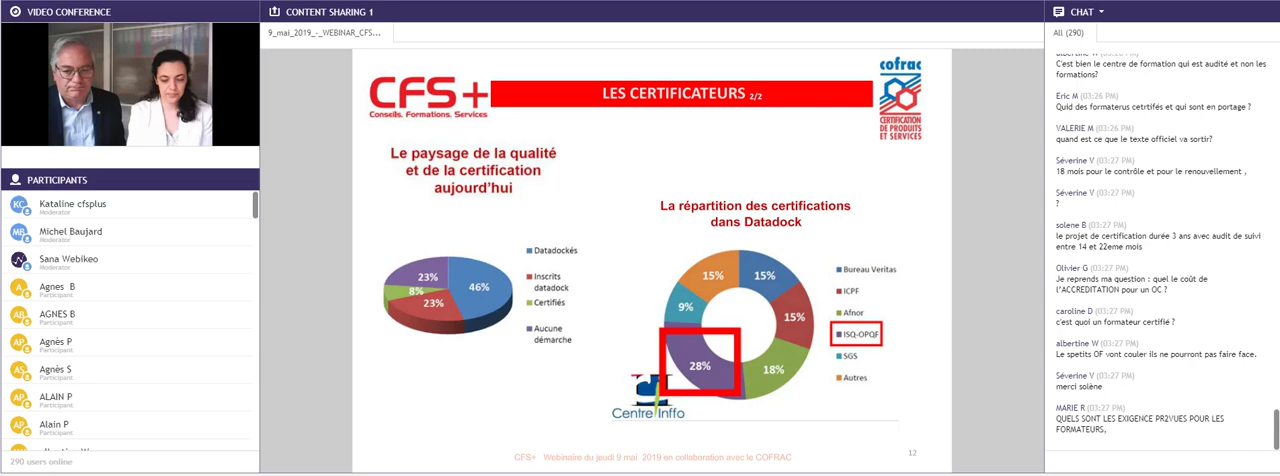 VIDEO CONFERENCE
PARTICIPANTS
KC
Kataline cfsplus
Moderator
MB
Michel Baujard
Moderator
Sana Webikeo
Moderator
A
Agnes B
Participant
AB
AGNES B
Participant
AP
Agnès P
Participant
AS
Agnès S
Participant
AP
ALAIN P
Participant
AP
Alain P
Participant
290 users online
CONTENT SHARING 1
9_mai_2019_-_WEBINAR_CFS...
CFS+
Conseils, Formations, Services
LES CERTIFICATEURS 2/2
cofrac
CERTIFICATION
DE PRODUITS
ET SERVICES
Le paysage de la qualité
et de la certification
aujourd'hui
46%
23%
8%
23%
Datadockés
Inscrits
datadock
Certifiés
Aucune
démarche
La répartition des certifications
dans Datadock
15%
15%
18%
28%
9%
15%
Bureau Veritas
ICPF
Afnor
ISQ-OPQF
SGS
Autres
Centre Inffo
CFS+ Webinaire du jeudi 9 mai 2019 en collaboration avec le COFRAC
12
CHAT
All (290)
albertine W (03:26 PM)
C'est bien le centre de formation qui est audité et non les
formations?
Eric M (03:26 PM)
Quid des formaterus cetrtifés et qui sont en portage ?
VALERIE M (03:26 PM)
quand est ce que le texte officiel va sortir?
Séverine V (03:27 PM)
18 mois pour le contrôle et pour le renouvellement ,
Séverine V (03:27 PM)
?
solene B (03:27 PM)
le projet de certification durée 3 ans avec audit de suivi
entre 14 et 22eme mois
Olivier G (03:27 PM)
Je reprends ma question : quel le coût de
l'ACCREDITATION pour un OC ?
caroline D (03:27 PM)
c'est quoi un formateur certifié ?
albertine W (03:27 PM)
Le spetits OF vont couler ils ne pourront pas faire face.
Séverine V (03:27 PM)
merci solène
MARIE R (03:27 PM)
QUELS SONT LES EXIGENCE PR2VUES POUR LES
FORMATEURS,